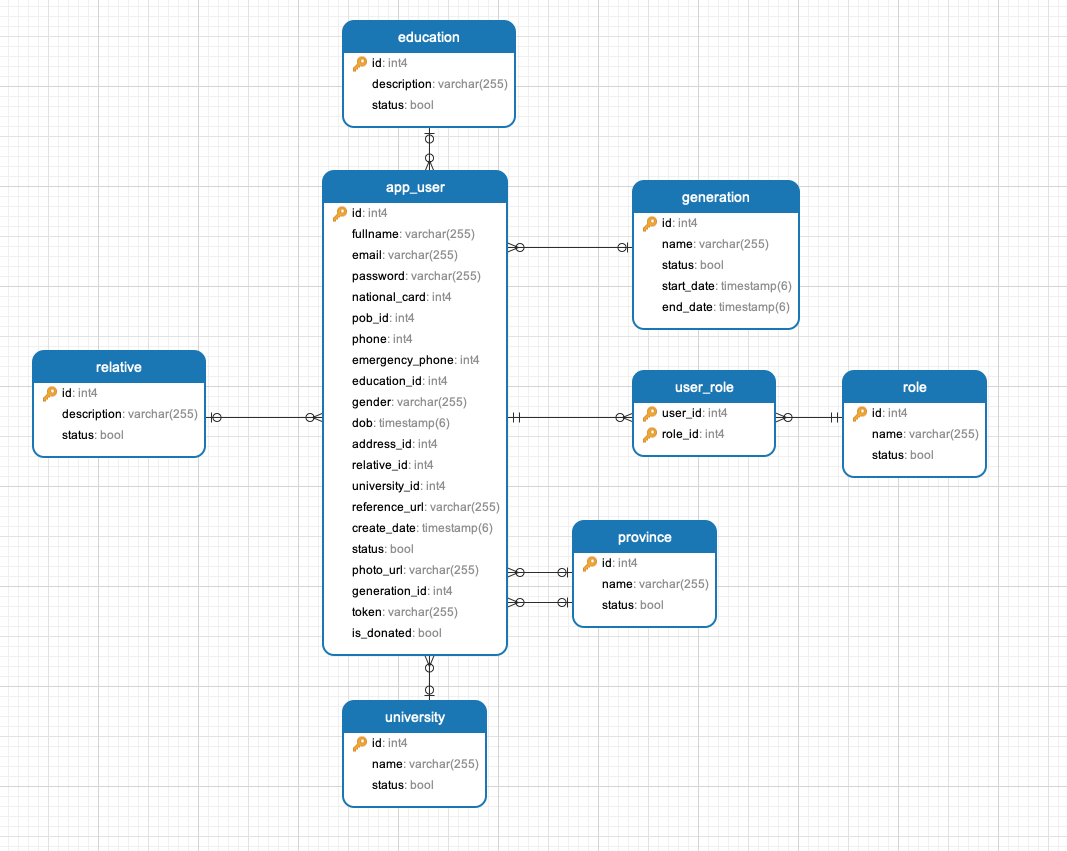 education
id: int4
description: varchar(255)
status: bool
app_user
id: int4
fullname: varchar(255)
email: varchar(255)
password: varchar(255)
national_card: int4
pob_id: int4
phone: int4
emergency_phone: int4
education_id: int4
gender: varchar(255)
dob: timestamp(6)
address_id: int4
relative_id: int4
university_id: int4
reference_url: varchar(255)
create_date: timestamp(6)
status: bool
photo_url: varchar(255)
generation_id: int4
token: varchar(255)
is_donated: bool
generation
id: int4
name: varchar(255)
status: bool
start_date: timestamp(6)
end_date: timestamp(6)
relative
id: int4
description: varchar(255)
status: bool
user_role
user_id: int4
role_id: int4
role
id: int4
name: varchar(255)
status: bool
province
id: int4
name: varchar(255)
status: bool
university
id: int4
name: varchar(255)
status: bool